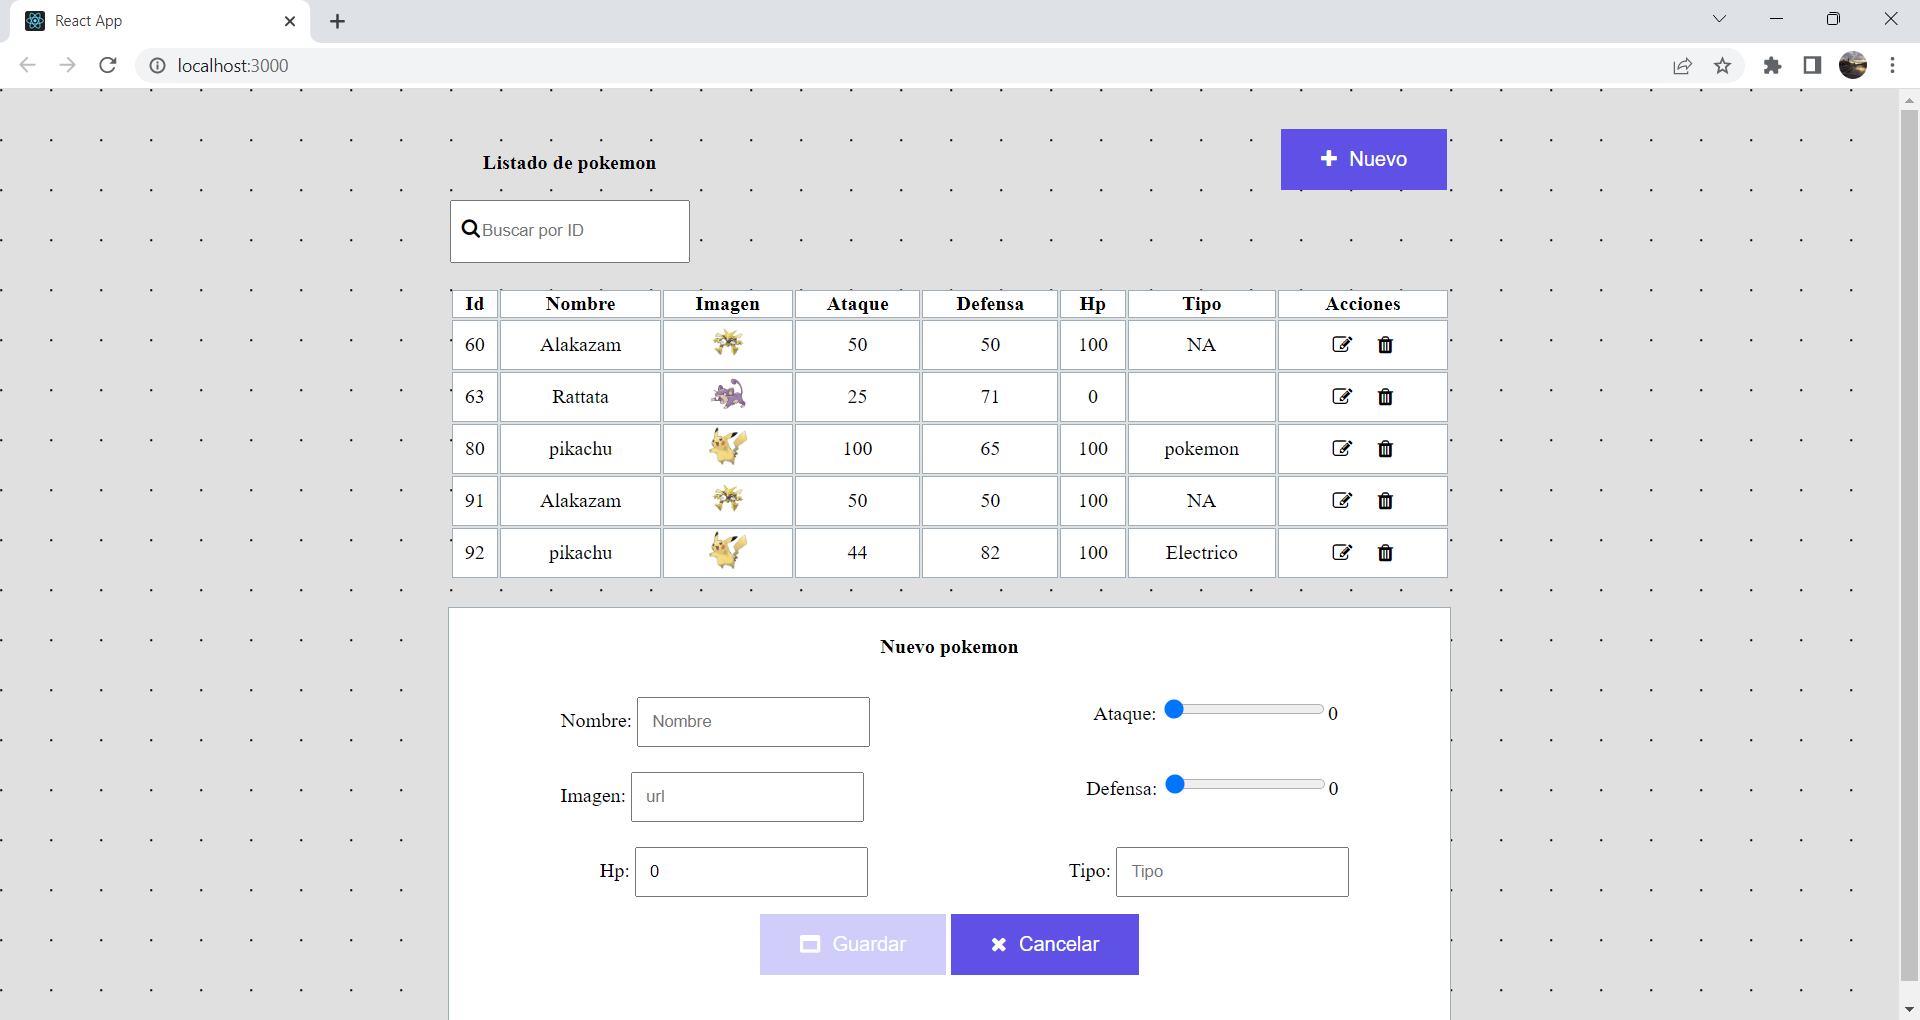 React App
localhost:3000
Listado de pokemon
Nuevo
Buscar por ID
Id Nombre Imagen Ataque Defensa Hp Tipo Acciones
60 Alakazam 50 50 100 NA
63 Rattata 25 71 0
80 pikachu 100 65 100 pokemon
91 Alakazam 50 50 100 NA
92 pikachu 44 82 100 Electrico
Nuevo pokemon
Nombre: Nombre Ataque: 0
Imagen: url Defensa: 0
Hp: 0 Tipo: Tipo
Guardar Cancelar